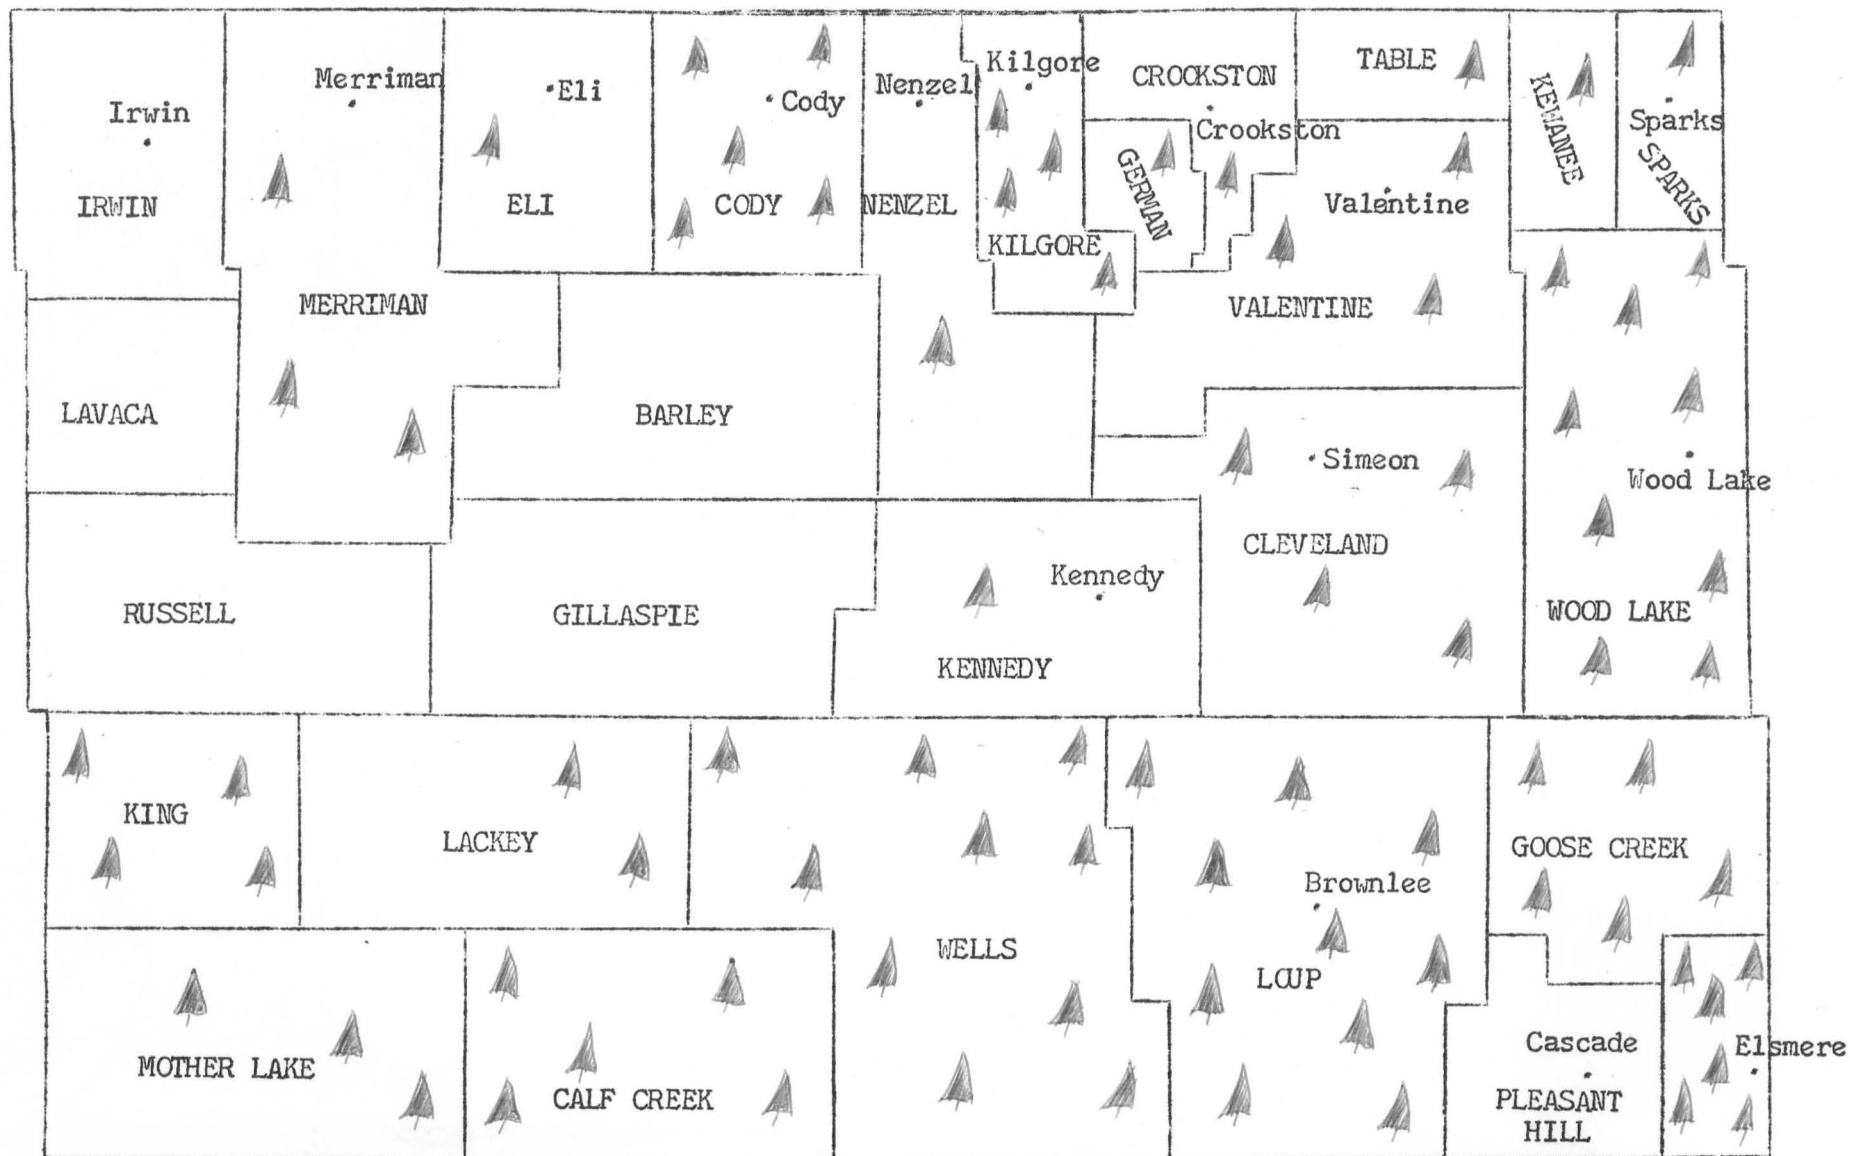 Irwin
IRWIN
Merriman
MERRIMAN
Eli
ELI
Cody
CODY
Nenzel
NENZEL
Kilgore
KILGORE
CROOKSTON
Crookston
GERMAN
TABLE
Valentine
VALENTINE
KEWANEE
Sparks
SPARKS
LAVACA
BARLEY
Simeon
CLEVELAND
Wood Lake
WOOD LAKE
RUSSELL
GILLASPIE
Kennedy
KENNEDY
KING
LACKEY
WELLS
Brownlee
LOUP
GOOSE CREEK
MOTHER LAKE
CALF CREEK
Cascade
PLEASANT
HILL
Elsmere